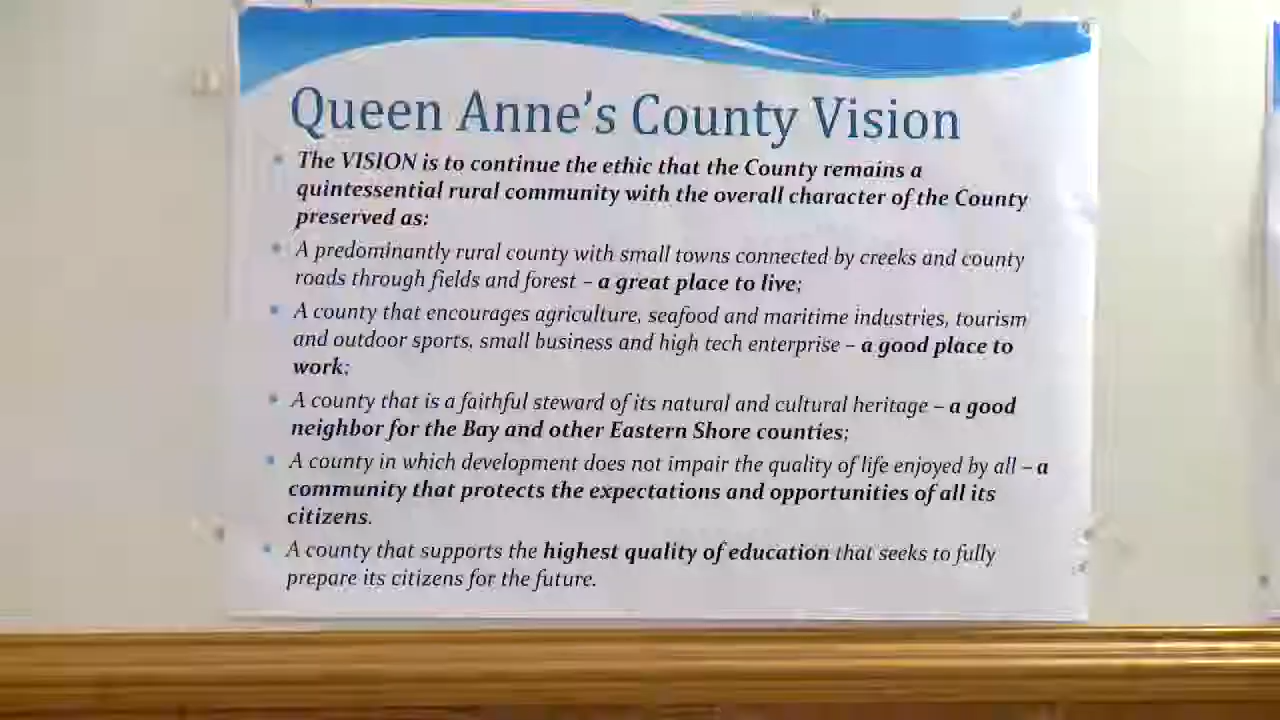 Queen Anne's County Vision
• The VISION is to continue the ethic that the County remains a
quintessential rural community with the overall character of the County
preserved as:
• A predominantly rural county with small towns connected by creeks and county
roads through fields and forest – a great place to live;
• A county that encourages agriculture, seafood and maritime industries, tourism
and outdoor sports, small business and high tech enterprise – a good place to
work;
• A county that is a faithful steward of its natural and cultural heritage – a good
neighbor for the Bay and other Eastern Shore counties;
• A county in which development does not impair the quality of life enjoyed by all – a
community that protects the expectations and opportunities of all its
citizens.
• A county that supports the highest quality of education that seeks to fully
prepare its citizens for the future.